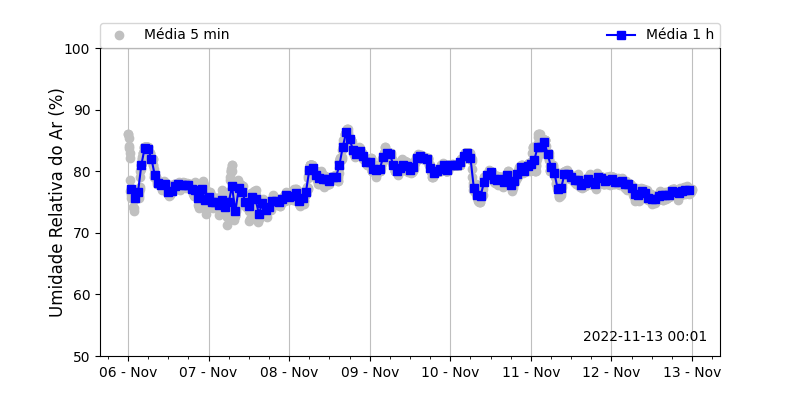 Média 5 min
Média 1 h
Umidade Relativa do Ar (%)
100
90
80
70
60
50
2022-11-13 00:01
06 - Nov
07 - Nov
08 - Nov
09 - Nov
10 - Nov
11 - Nov
12 - Nov
13 - Nov